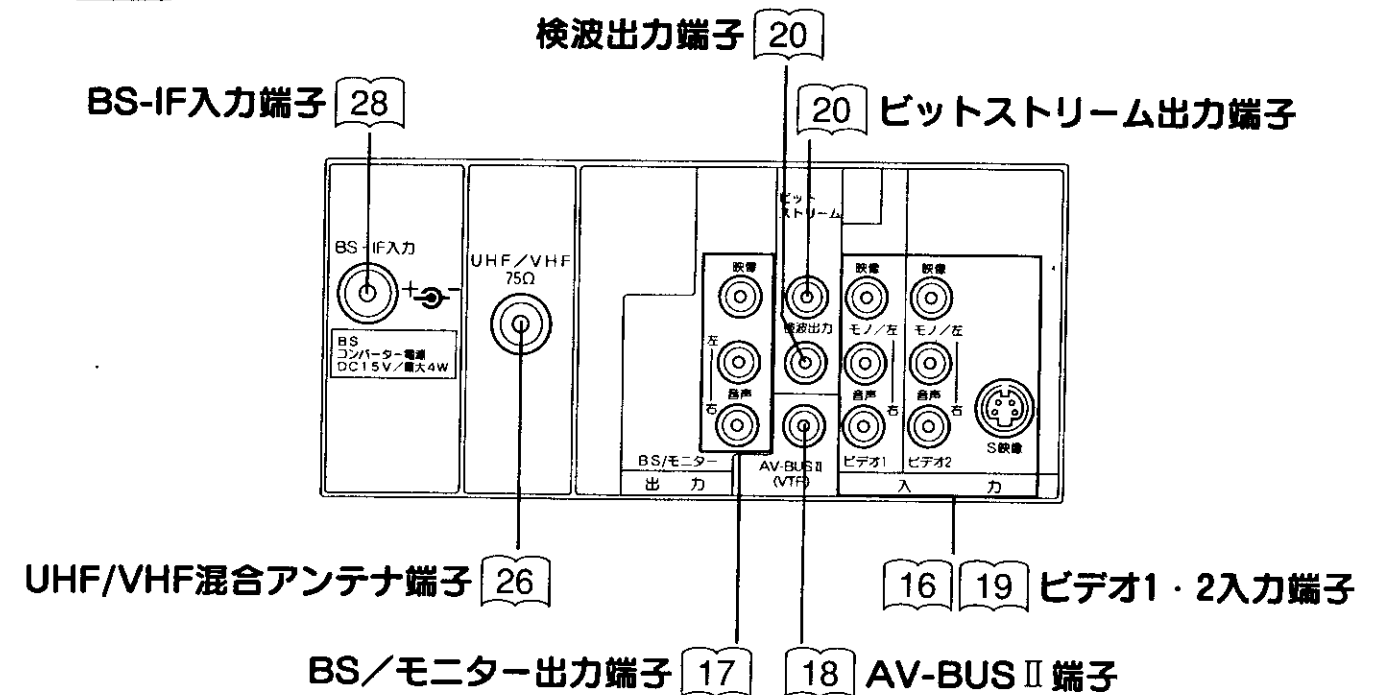 検波出力端子 20
BS-IF入力端子 28
20 ビットストリーム出力端子
ビット
ストリーム
BS-IF入力
+ -
UHF/VHF
75Ω
BS
コンバーター電源
DC15V/最大4W
映像
左
音声
右
BS/モニター
出 力
検波出力
AV-BUSⅡ
(VTF)
映像
モノ/左
音声
右
ビデオ1
映像
モノ/左
音声
右
ビデオ2
S映像
入 力
UHF/VHF混合アンテナ端子 26
16 19 ビデオ1・2入力端子
BS/モニター出力端子 17
18 AV-BUSⅡ端子